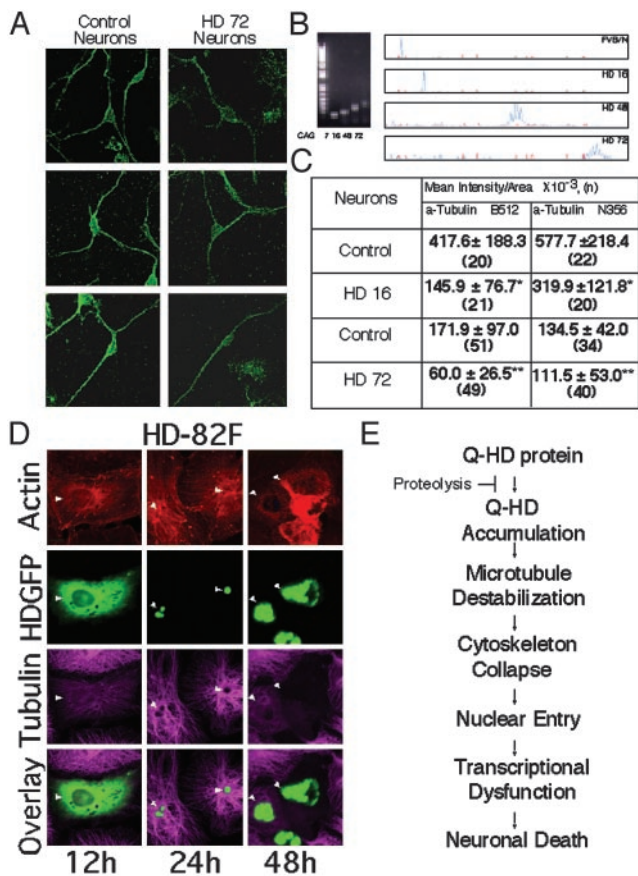 A
Control
Neurons
HD 72
Neurons
B
CAG 7 16 48 72
FVB/N
HD 16
HD 48
HD 72
C
Neurons
Mean Intensity/Area X10⁻³, (n)
a-Tubulin B512
a-Tubulin N356
Control
417.6± 188.3
(20)
577.7 ±218.4
(22)
HD 16
145.9 ± 76.7*
(21)
319.9 ±121.8*
(20)
Control
171.9 ± 97.0
(51)
134.5 ± 42.0
(34)
HD 72
60.0 ± 26.5**
(49)
111.5 ± 53.0**
(40)
D
HD-82F
Actin
HDGFP
Tubulin
Overlay
12h
24h
48h
E
Q-HD protein
Proteolysis
Q-HD
Accumulation
Microtubule
Destabilization
Cytoskeleton
Collapse
Nuclear Entry
Transcriptional
Dysfunction
Neuronal Death